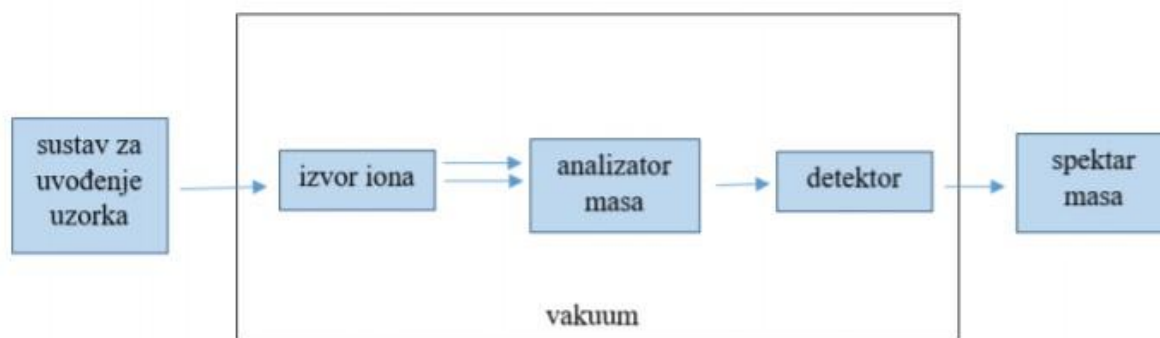 sustav za
uvođenje
uzorka
izvor iona
analizator
masa
detektor
spektar
masa
vakuum